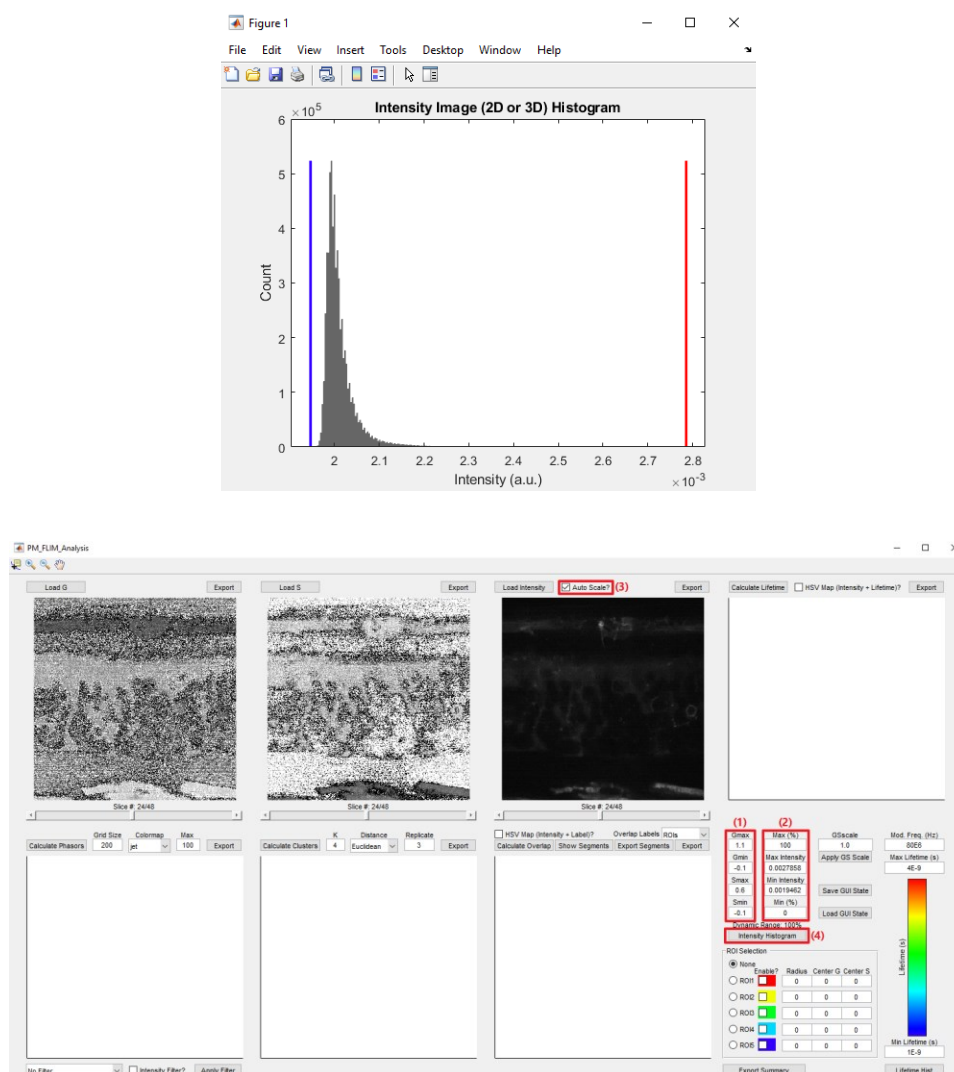 Figure 1
File Edit View Insert Tools Desktop Window Help
Intensity Image (2D or 3D) Histogram
×10^5
6
5
4
3
2
1
0
Count
2 2.1 2.2 2.3 2.4 2.5 2.6 2.7 2.8
Intensity (a.u.)
×10^-3
PM_FLIM_Analysis
Load G Export Load S Export Load Intensity Auto Scale? (3) Export Calculate Lifetime HSV Map (Intensity + Lifetime)? Export
Slice #: 24/48 Slice #: 24/48 Slice #: 24/48
Grid Size Colormap Max
Calculate Phasors 200 jet 100 Export
K Distance Replicate
Calculate Clusters 4 Euclidean 3 Export
HSV Map (Intensity + Label)? Overlap Labels ROIs
Calculate Overlap Show Segments Export Segments Export
(1) (2)
Gmax Max (%) GSscale Mod. Freq. (Hz)
1.1 100 1.0 80E6
Gmin Max Intensity Apply GS Scale Max Lifetime (s)
-0.1 0.0027858 4E-9
Smax Min Intensity
0.6 0.0019462 Save GUI State
Smin Min (%)
-0.1 0 Load GUI State
Dynamic Range: 100%
Intensity Histogram (4)
ROI Selection
None
Enable? Radius Center G Center S
ROI1 0 0 0
ROI2 0 0 0
ROI3 0 0 0
ROI4 0 0 0
ROI5 0 0 0
Lifetime (s)
Min Lifetime (s)
1E-9
No Filter Intensity Filter? Apply Filter Export Summary Lifetime Hist.